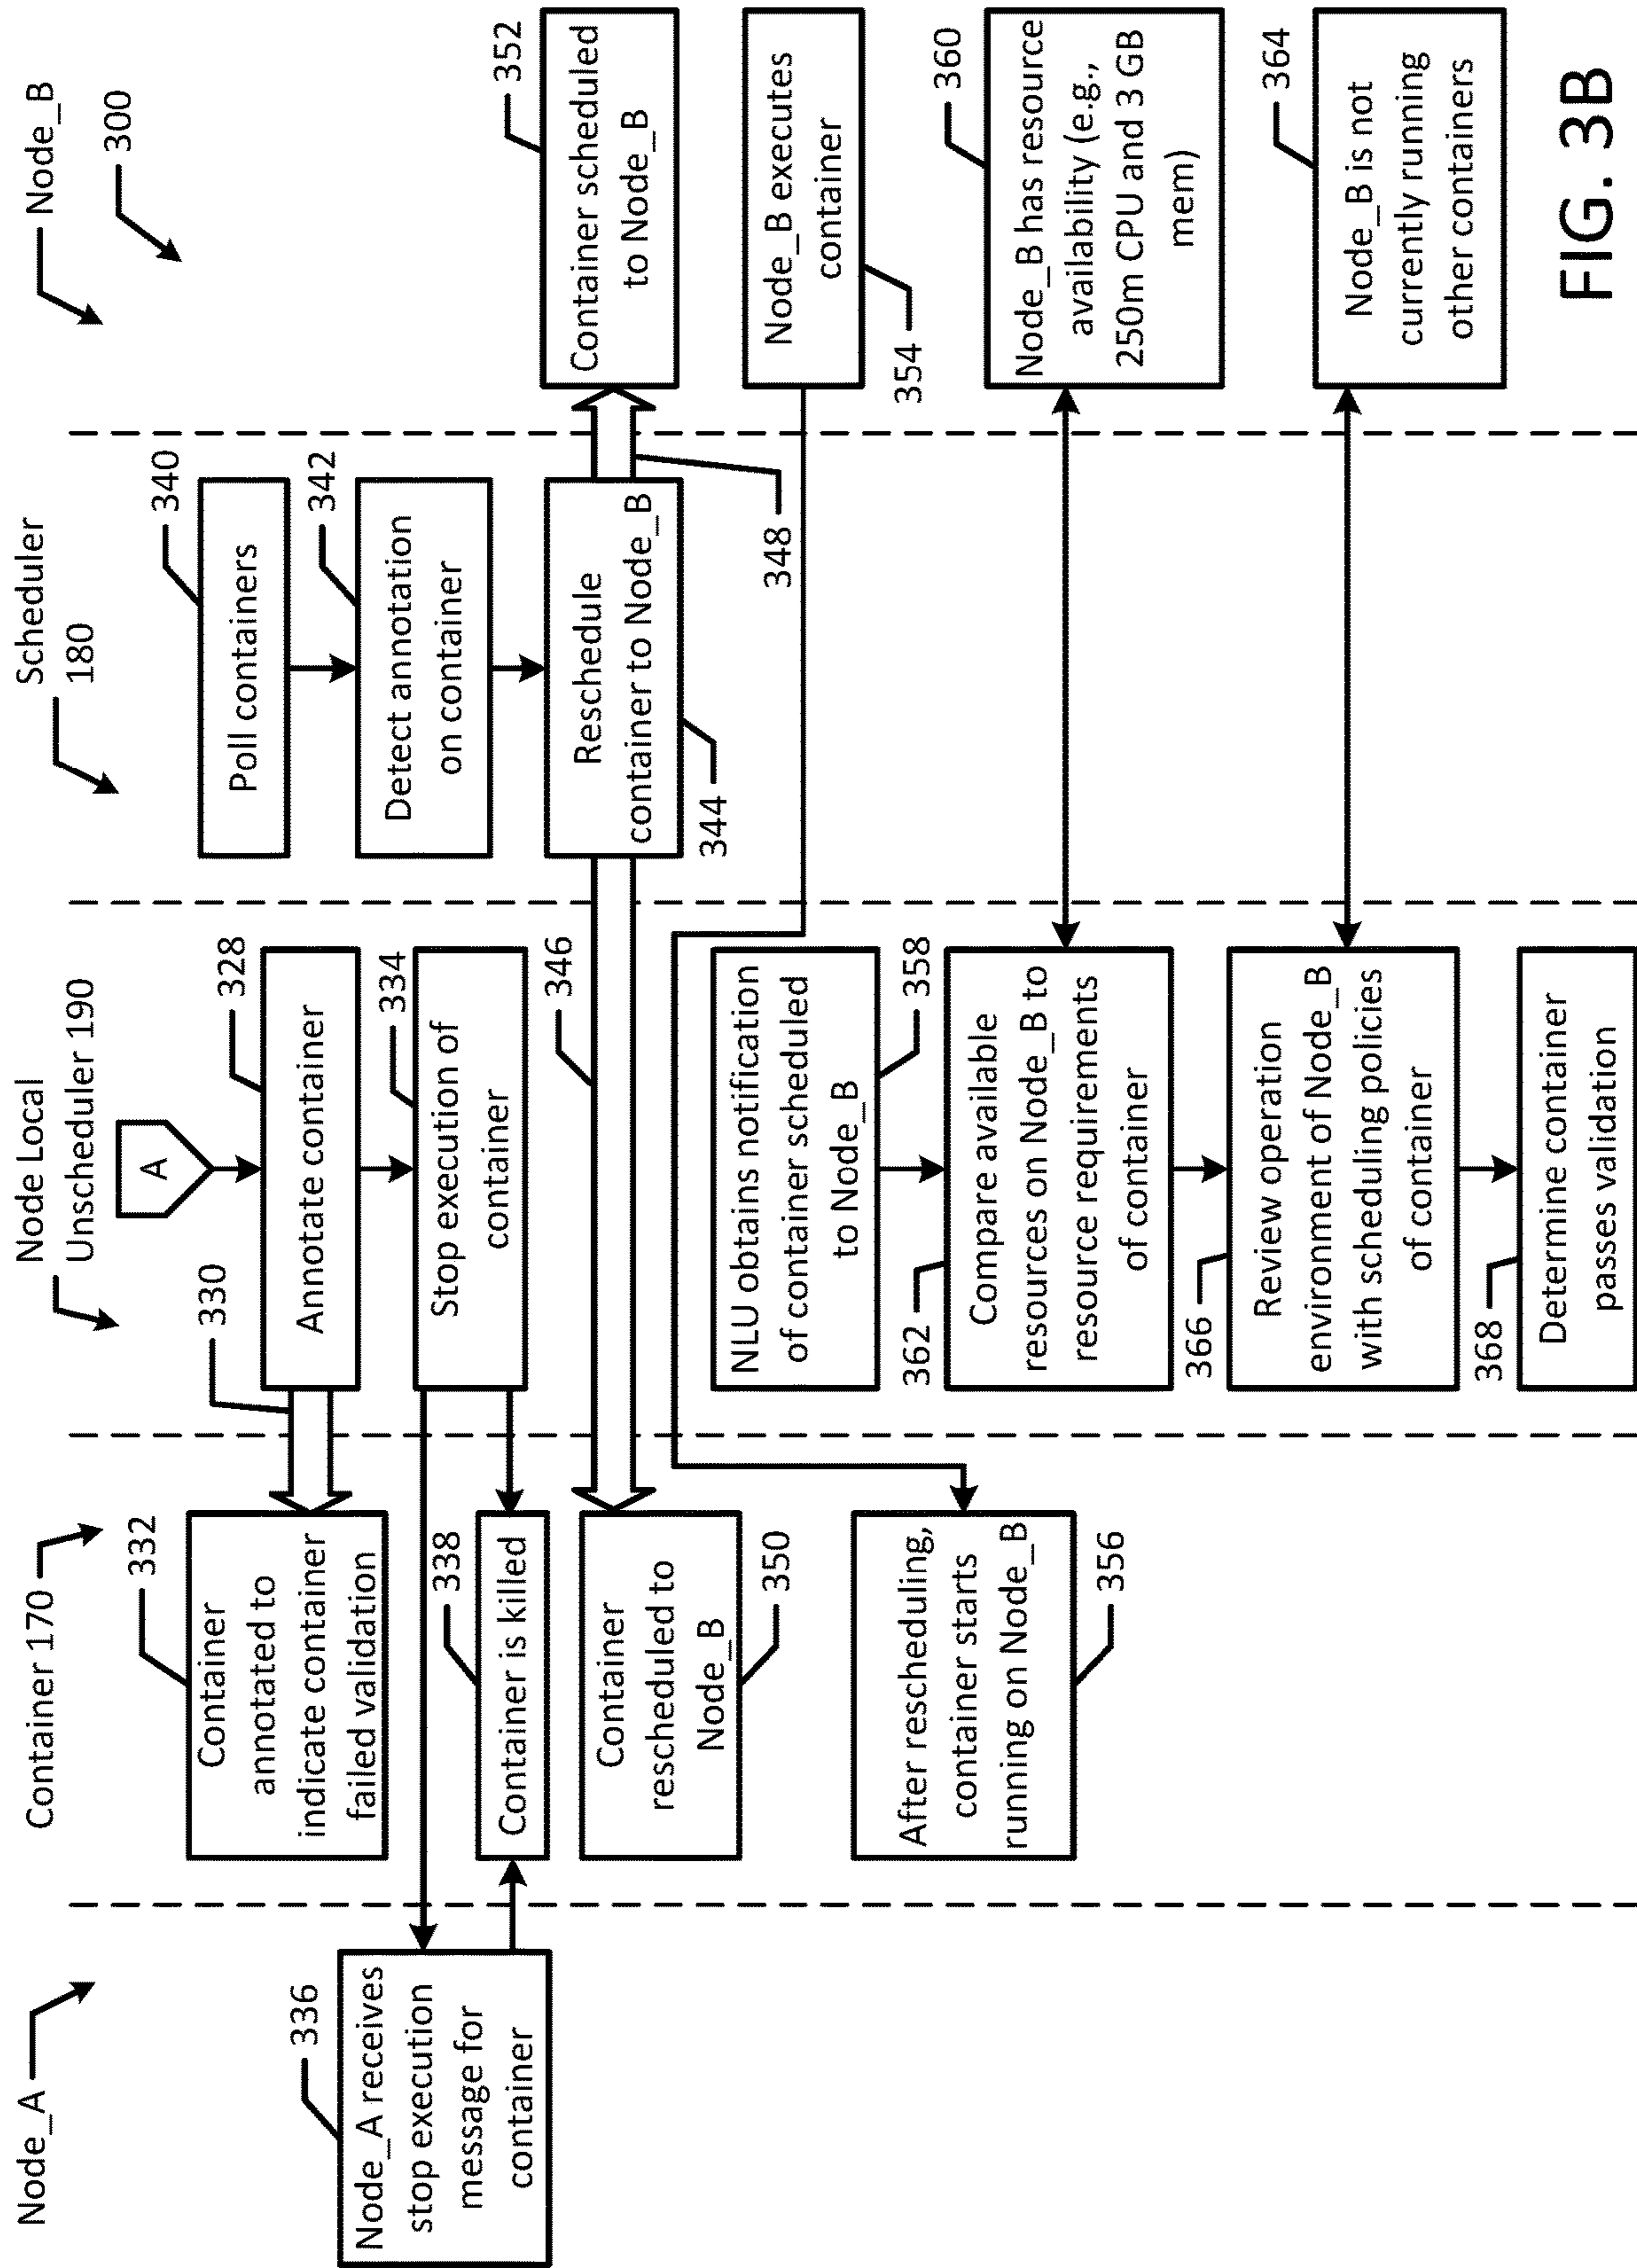 Node_A
Container 170
Node Local
Unscheduler 190
Scheduler
180
Node_B
300
A
330
328
Annotate container
332
Container
annotated to
indicate container
failed validation
340
Poll containers
336
Node_A receives
stop execution
message for
container
334
Stop execution of
container
342
Detect annotation
on container
338
Container is killed
346
Reschedule
container to Node_B
344
348
352
Container scheduled
to Node_B
Container
rescheduled to
Node_B
350
Node_B executes
container
354
NLU obtains notification
of container scheduled
to Node_B
358
After rescheduling,
container starts
running on Node_B
356
362
Compare available
resources on Node_B to
resource requirements
of container
360
Node_B has resource
availability (e.g.,
250m CPU and 3 GB
mem)
366
Review operation
environment of Node_B
with scheduling policies
of container
364
Node_B is not
currently running
other containers
368
Determine container
passes validation
FIG. 3B